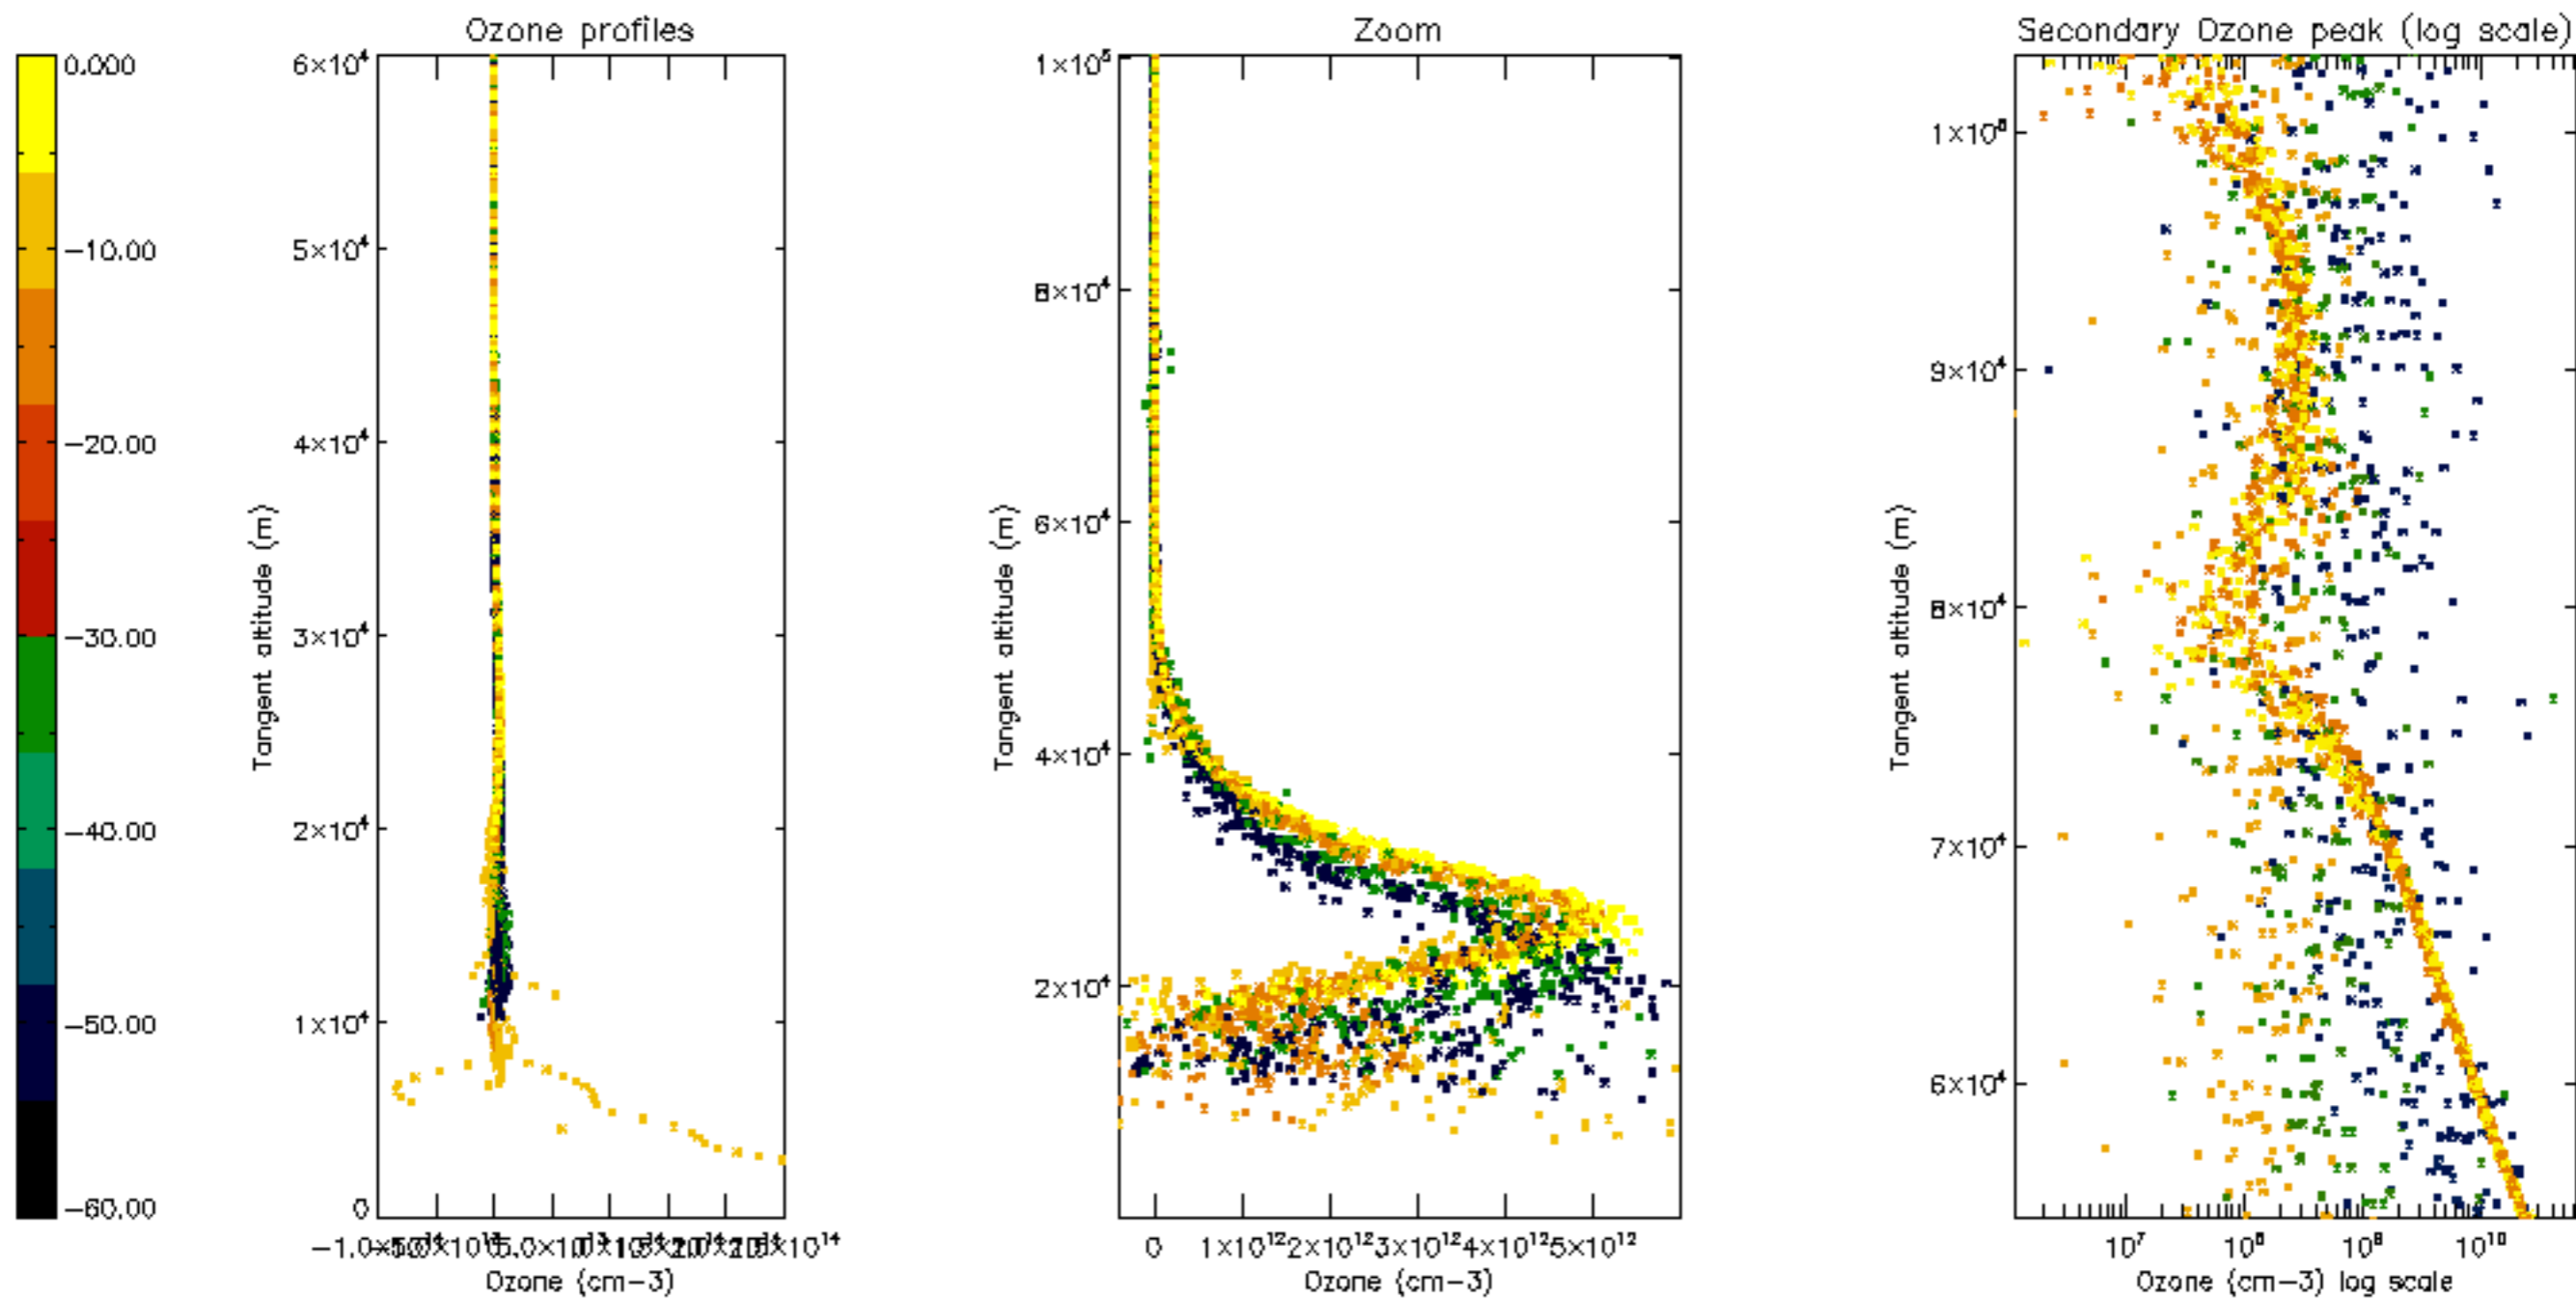 Ozone profiles
Zoom
Secondary Ozone peak (log scale)
0.000
-10.00
-20.00
-30.00
-40.00
-50.00
-60.00
6×10⁴
5×10⁴
4×10⁴
3×10⁴
2×10⁴
1×10⁴
0
Tangent altitude (m)
Ozone (cm-3)
1×10⁵
8×10⁴
6×10⁴
4×10⁴
2×10⁴
Tangent altitude (m)
0 1×10¹² 2×10¹² 3×10¹² 4×10¹² 5×10¹²
Ozone (cm-3)
9×10⁴
8×10⁴
7×10⁴
6×10⁴
Tangent altitude (m)
10⁷ 10⁸ 10⁹ 10¹⁰
Ozone (cm-3) log scale